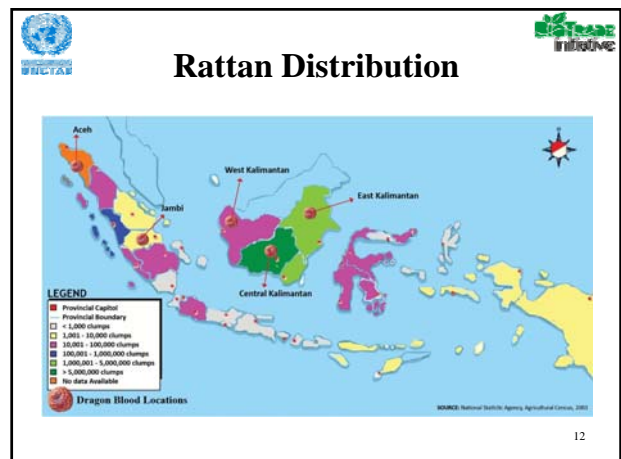 UNCTAD
BIOTRADE
initiative
Rattan Distribution
Aceh
West Kalimantan
East Kalimantan
Jambi
Central Kalimantan
LEGEND
Provincial Capitol
Provincial Boundary
< 1,000 clumps
1,001 - 10,000 clumps
10,001 - 100,000 clumps
100,001 - 1,000,000 clumps
1,000,001 - 5,000,000 clumps
> 5,000,000 clumps
No data Available
Dragon Blood Locations
SOURCE: National Statistic Agency, Agricultural Census, 2003
12